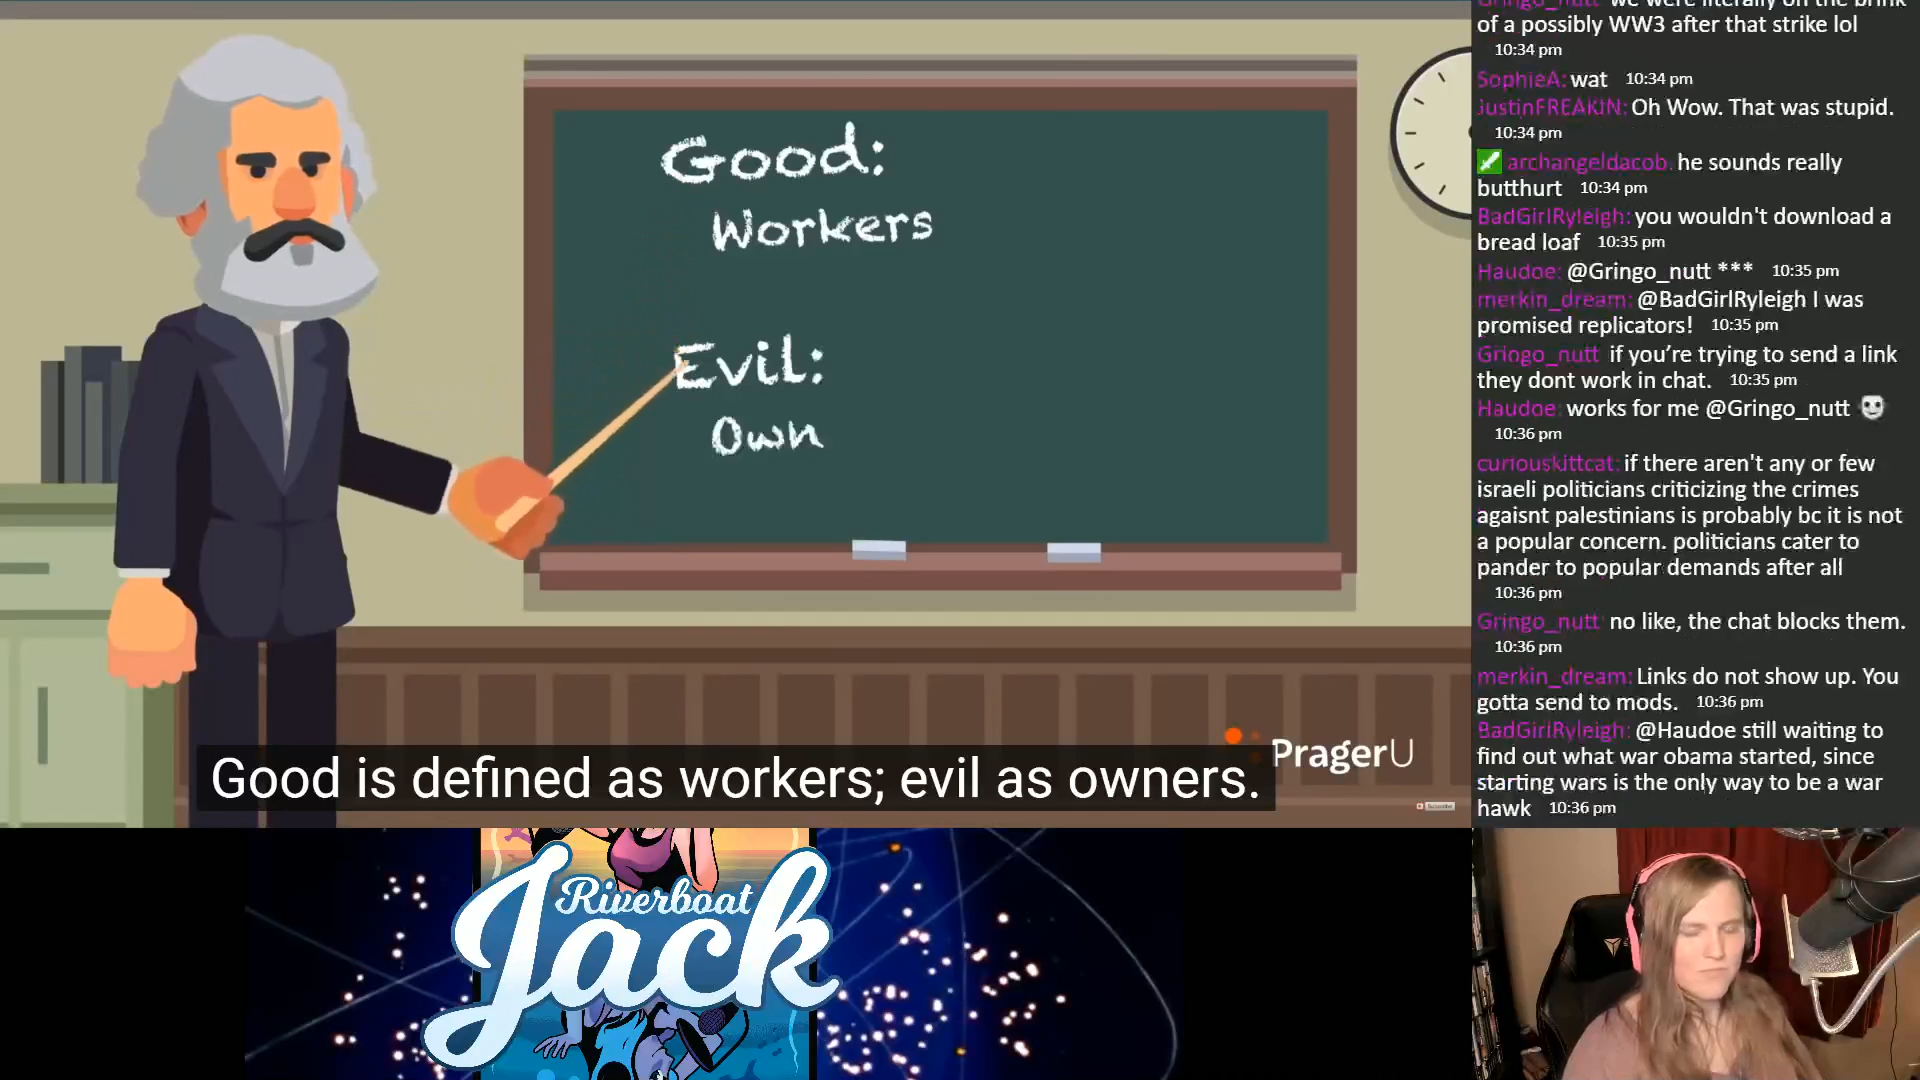 Good:
Workers
Evil:
Own
Good is defined as workers; evil as owners.
PragerU
Riverboat
Jack
of a possibly WW3 after that strike lol
10:34 pm
SophieA: wat 10:34 pm
JustinFREAKIN: Oh Wow. That was stupid.
10:34 pm
archangeldacob: he sounds really
butthurt 10:34 pm
BadGirlRyleigh: you wouldn't download a
bread loaf 10:35 pm
Haudoe: @Gringo_nutt *** 10:35 pm
merkin_dream: @BadGirlRyleigh I was
promised replicators! 10:35 pm
Gringo_nutt if you're trying to send a link
they dont work in chat. 10:35 pm
Haudoe: works for me @Gringo_nutt
10:36 pm
curiouskittcat: if there aren't any or few
israeli politicians criticizing the crimes
agaisnt palestinians is probably bc it is not
a popular concern. politicians cater to
pander to popular demands after all
10:36 pm
Gringo_nutt no like, the chat blocks them.
10:36 pm
merkin_dream: Links do not show up. You
gotta send to mods. 10:36 pm
BadGirlRyleigh: @Haudoe still waiting to
find out what war obama started, since
starting wars is the only way to be a war
hawk 10:36 pm